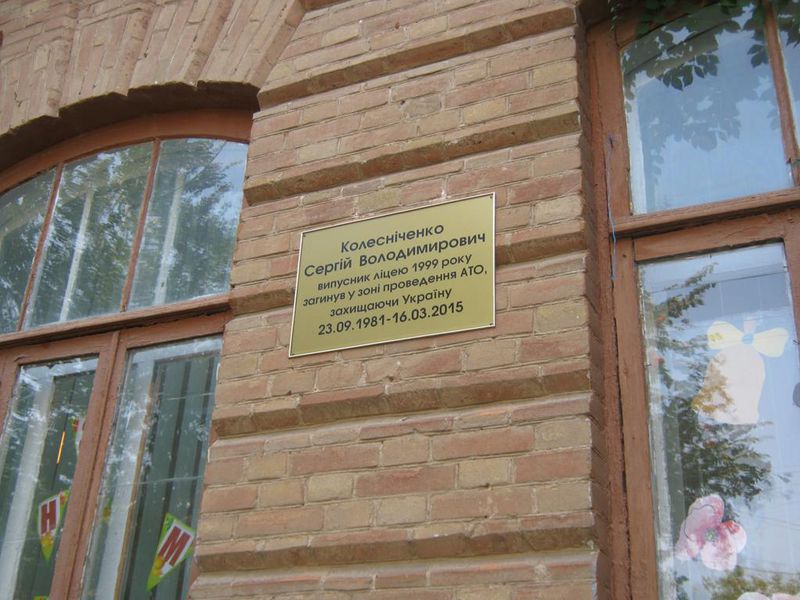 Колесніченко
Сергій Володимирович
випускник ліцею 1999 року
загинув у зоні проведення АТО,
захищаючи Україну
23.09.1981-16.03.2015
Н
М